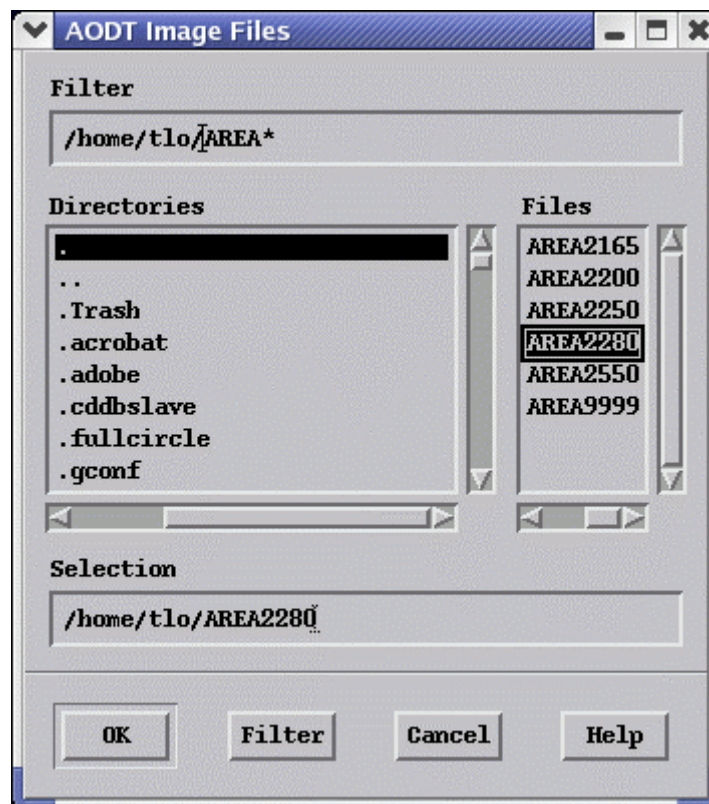 AODT Image Files
Filter
/home/tlo/AREA*
Directories
.
..
.Trash
.acrobat
.adobe
.cddbslave
.fullcircle
.gconf
Files
AREA2165
AREA2200
AREA2250
AREA2280
AREA2550
AREA9999
Selection
/home/tlo/AREA2280
OK
Filter
Cancel
Help